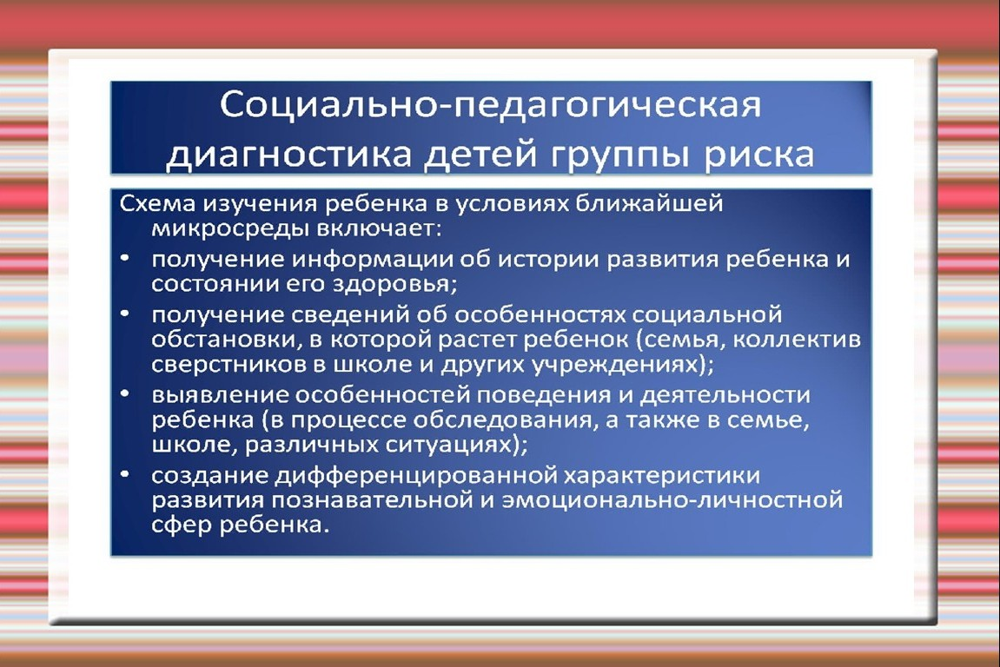 Социально-педагогическая
диагностика детей группы риска
Схема изучения ребенка в условиях ближайшей
микросреды включает:
• получение информации об истории развития ребенка и
состоянии его здоровья;
• получение сведений об особенностях социальной
обстановки, в которой растет ребенок (семья, коллектив
сверстников в школе и других учреждениях);
• выявление особенностей поведения и деятельности
ребенка (в процессе обследования, а также в семье,
школе, различных ситуациях);
• создание дифференцированной характеристики
развития познавательной и эмоционально-личностной
сфер ребенка.